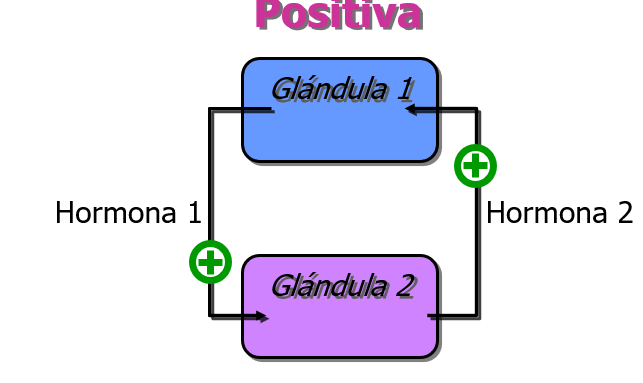 Positiva
Glándula 1
Hormona 1
Hormona 2
Glándula 2